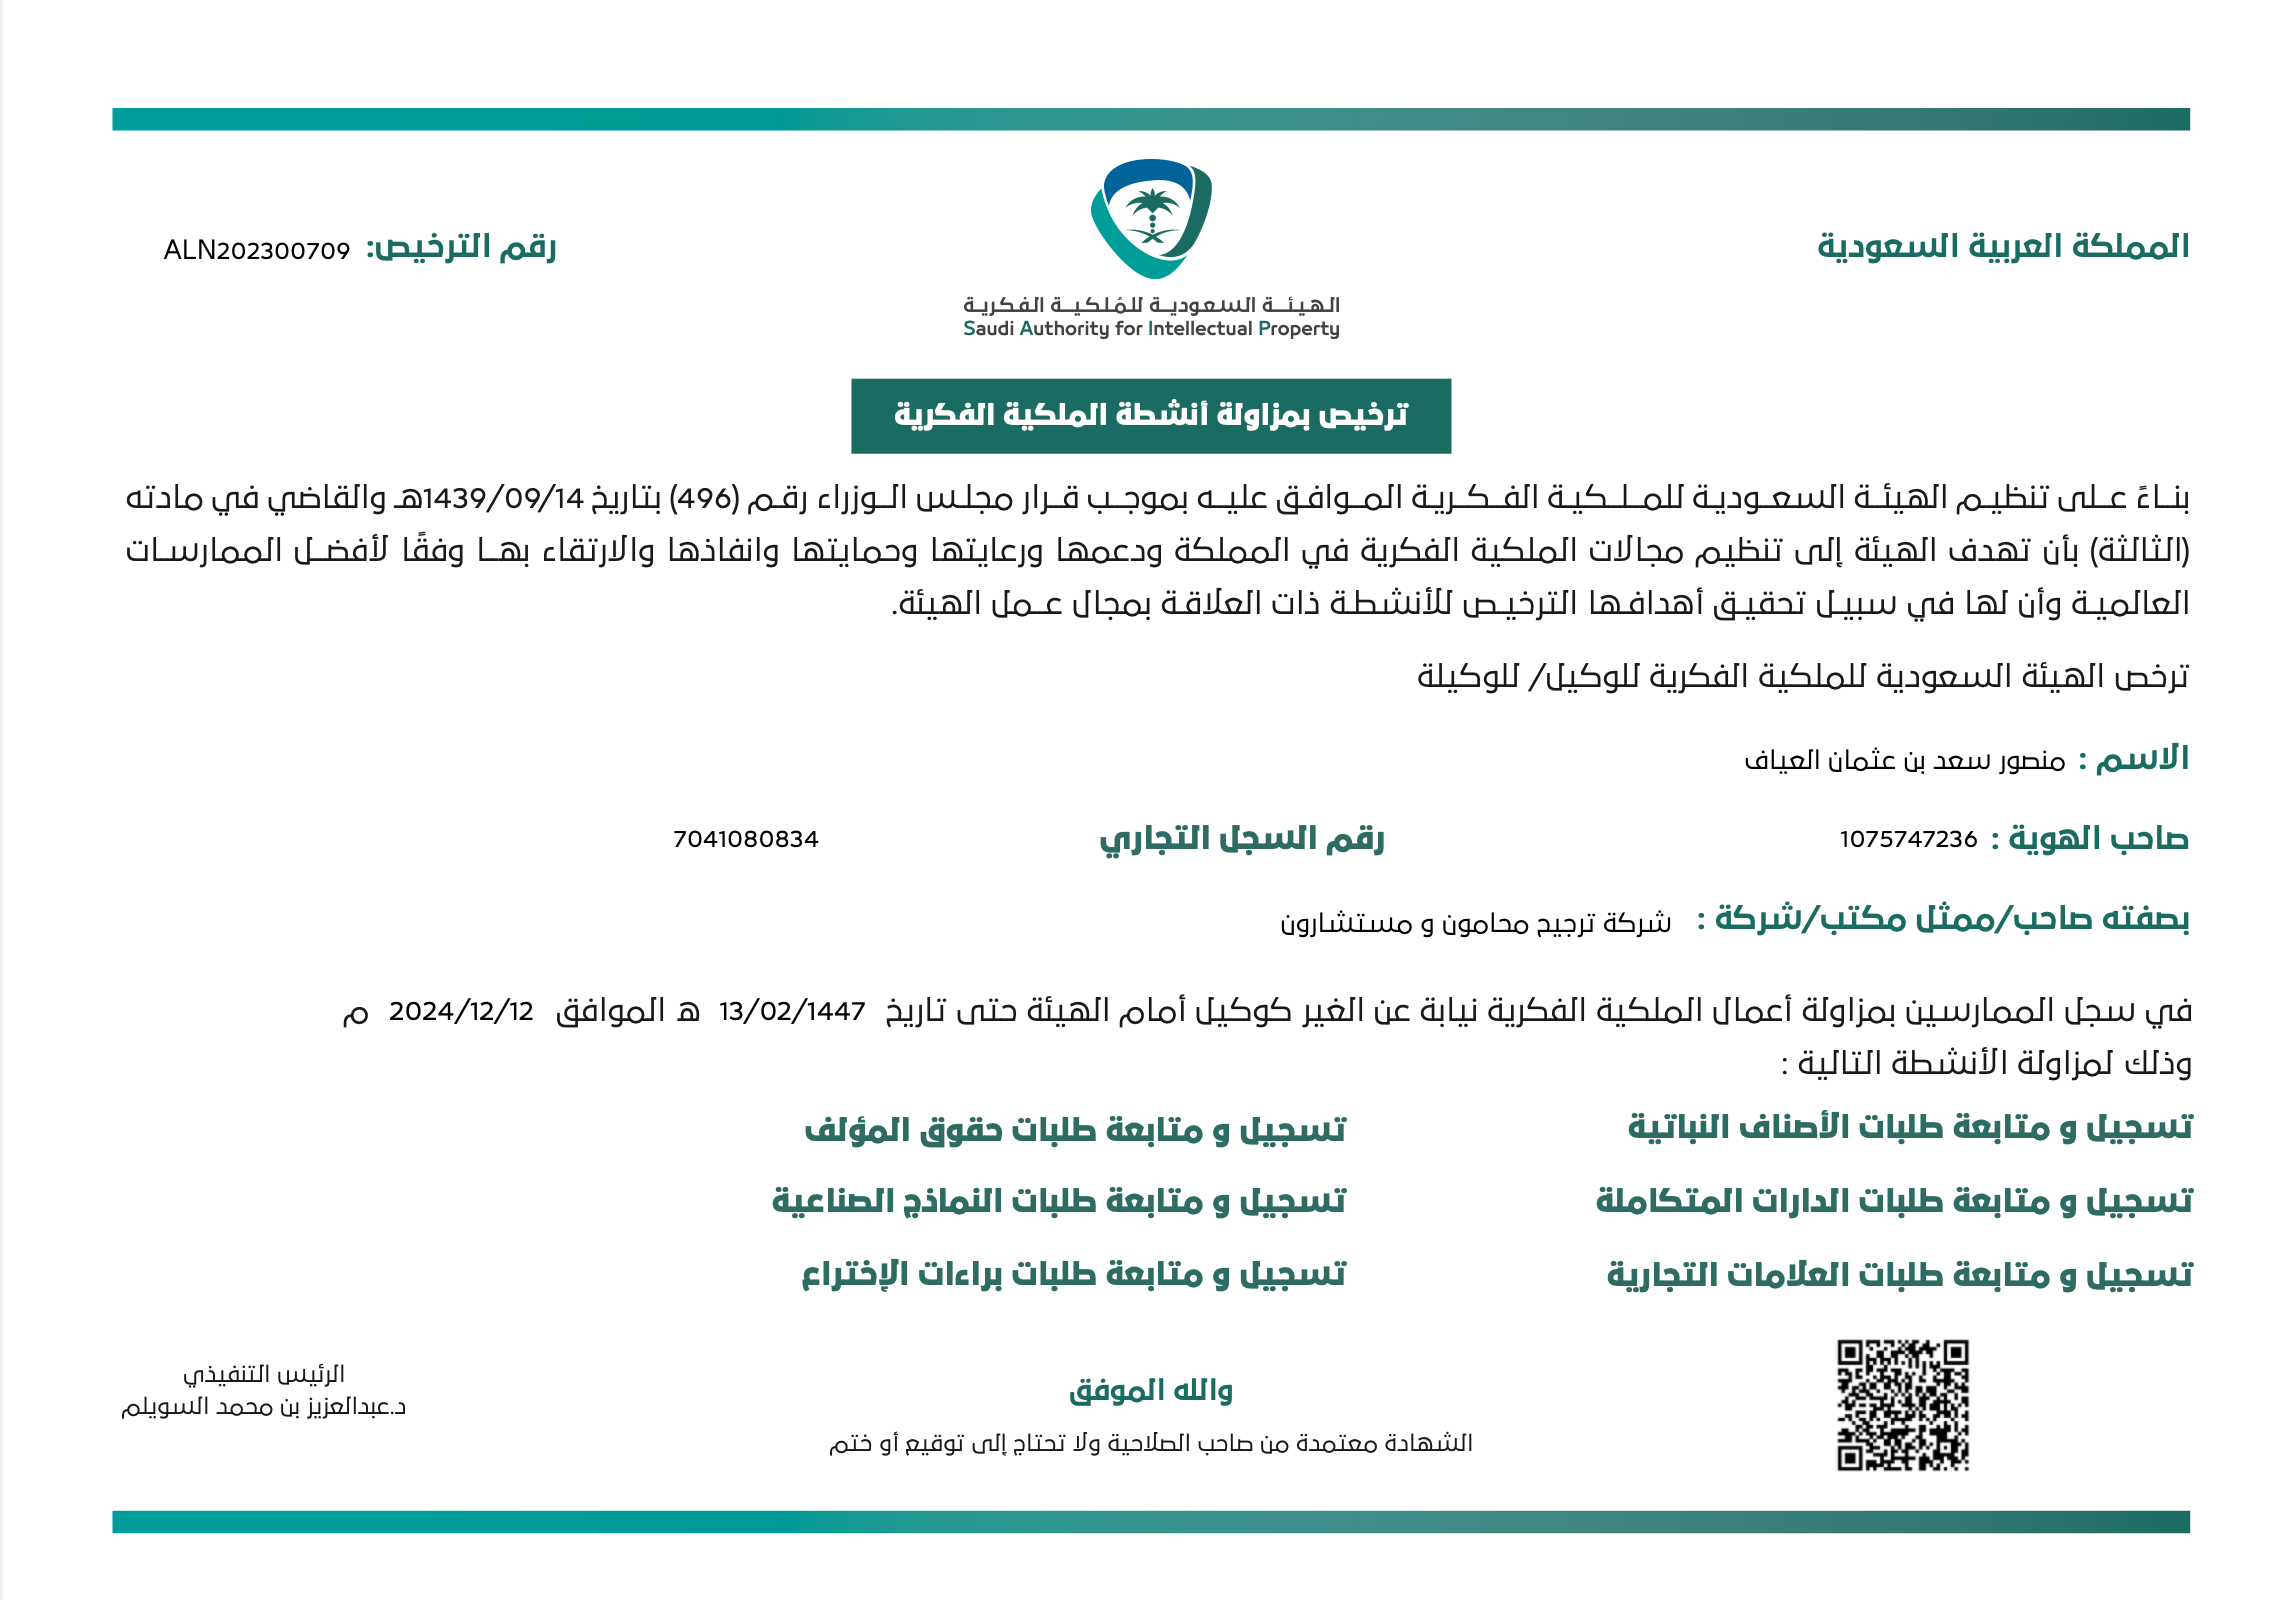 المملكة العربية السعودية
رقم الترخيص: ALN202300709
الهيئة السعودية للمُلكية الفكرية
Saudi Authority for Intellectual Property
ترخيص بمزاولة أنشطة الملكية الفكرية
بناءً على تنظيم الهيئة السعودية للملكية الفكرية الموافق عليه بموجب قرار مجلس الوزراء رقم (496) بتاريخ 1439/09/14هـ والقاضي في مادته
(الثالثة) بأن تهدف الهيئة إلى تنظيم مجالات الملكية الفكرية في المملكة ودعمها ورعايتها وحمايتها وانفاذها والارتقاء بها وفقًا لأفضل الممارسات
العالمية وأن لها في سبيل تحقيق أهدافها الترخيص للأنشطة ذات العلاقة بمجال عمل الهيئة.
ترخص الهيئة السعودية للملكية الفكرية للوكيل/ للوكيلة
الاسم : منصور سعد بن عثمان العياف
صاحب الهوية : 1075747236 رقم السجل التجاري 7041080834
بصفته صاحب/ممثل مكتب/شركة : شركة ترجيح محامون و مستشارون
في سجل الممارسين بمزاولة أعمال الملكية الفكرية نيابة عن الغير كوكيل أمام الهيئة حتى تاريخ 13/02/1447 ه الموافق 2024/12/12 م
وذلك لمزاولة الأنشطة التالية :
تسجيل و متابعة طلبات الأصناف النباتية تسجيل و متابعة طلبات حقوق المؤلف
تسجيل و متابعة طلبات الدارات المتكاملة تسجيل و متابعة طلبات النماذج الصناعية
تسجيل و متابعة طلبات العلامات التجارية تسجيل و متابعة طلبات براءات الإختراع
والله الموفق
الشهادة معتمدة من صاحب الصلاحية ولا تحتاج إلى توقيع أو ختم
الرئيس التنفيذي
د.عبدالعزيز بن محمد السويلم